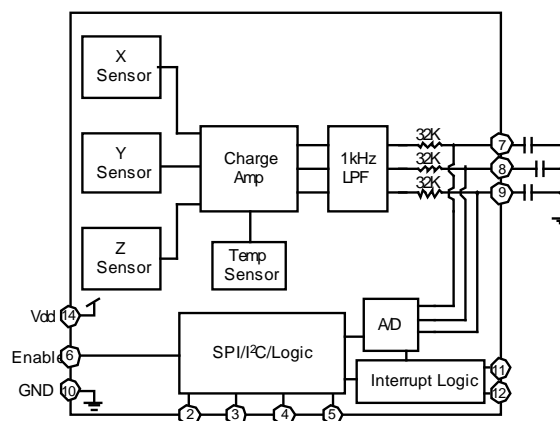 X
Sensor
Y
Sensor
Z
Sensor
Charge
Amp
Temp
Sensor
1kHz
LPF
32K
32K
32K
7
8
9
Vdd
14
Enable
6
GND
10
SPI/I²C/Logic
A/D
Interrupt Logic
11
12
2
3
4
5